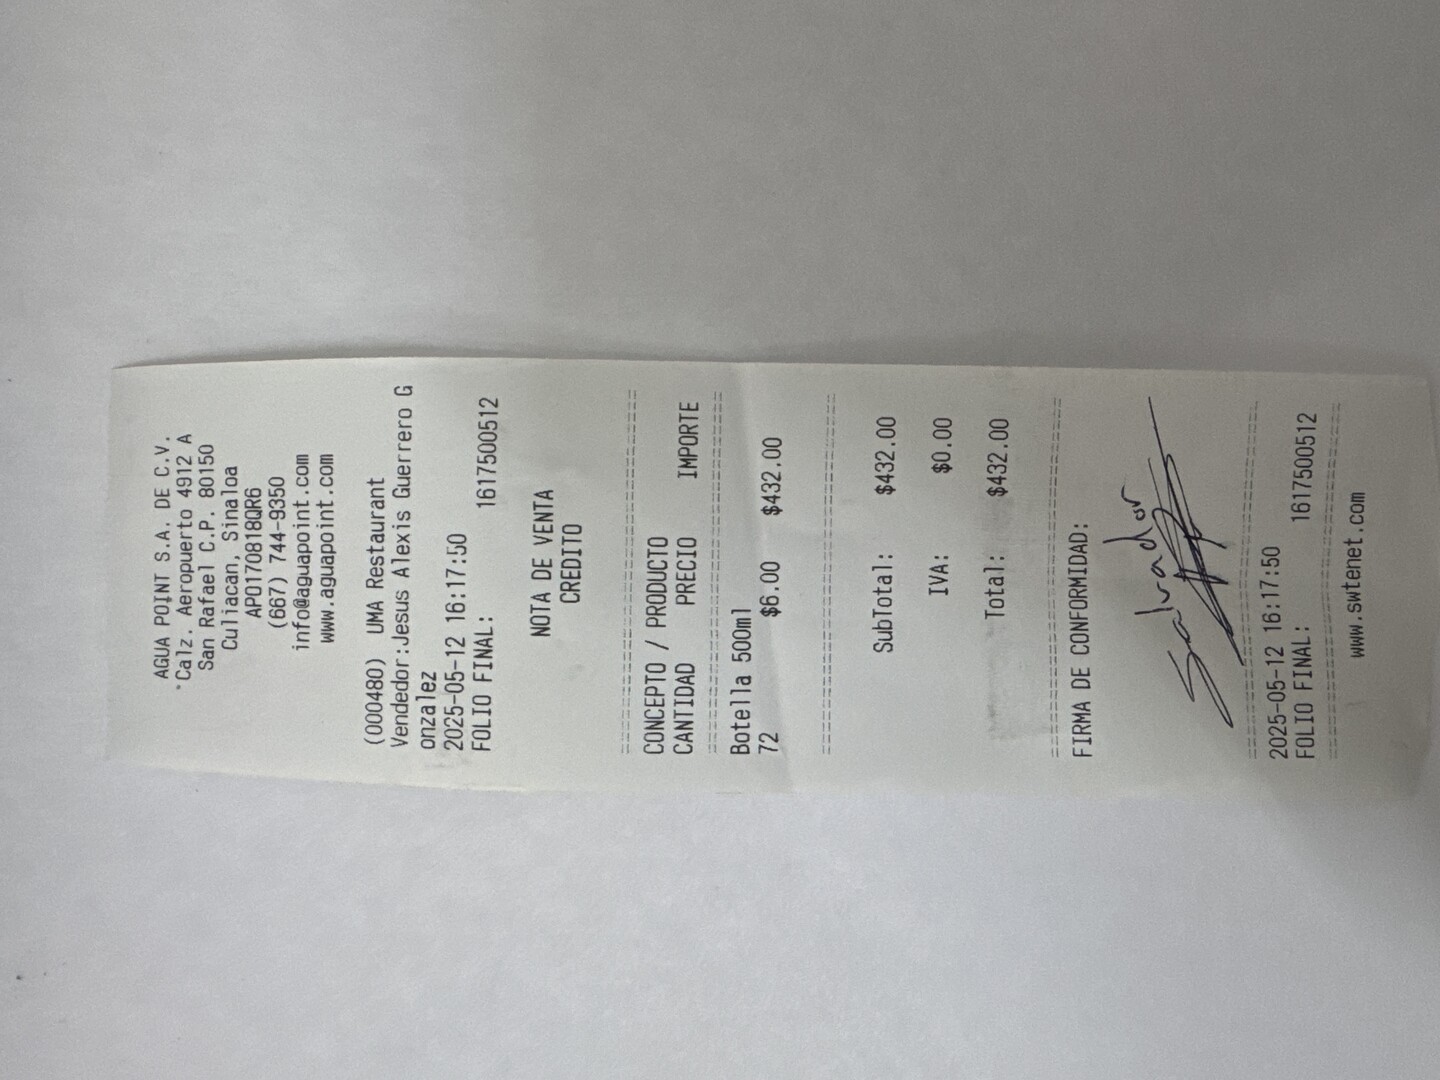 AGUA POINT S.A. DE C.V.
Calz. Aeropuerto 4912 A
San Rafael C.P. 80150
Culiacan, Sinaloa
APO170818QR6
(667) 744-9350
info@aguapoint.com
www.aguapoint.com
(000480) UMA Restaurant
Vendedor:Jesus Alexis Guerrero G
onzalez
2025-05-12 16:17:50
FOLIO FINAL: 1617500512
NOTA DE VENTA
CREDITO
================================
CONCEPTO / PRODUCTO
CANTIDAD PRECIO IMPORTE
================================
Botella 500ml
72 $6.00 $432.00
================================
SubTotal: $432.00
IVA: $0.00
Total: $432.00
================================
FIRMA DE CONFORMIDAD:
Salvador
================================
2025-05-12 16:17:50
FOLIO FINAL: 1617500512
================================
www.swtenet.com